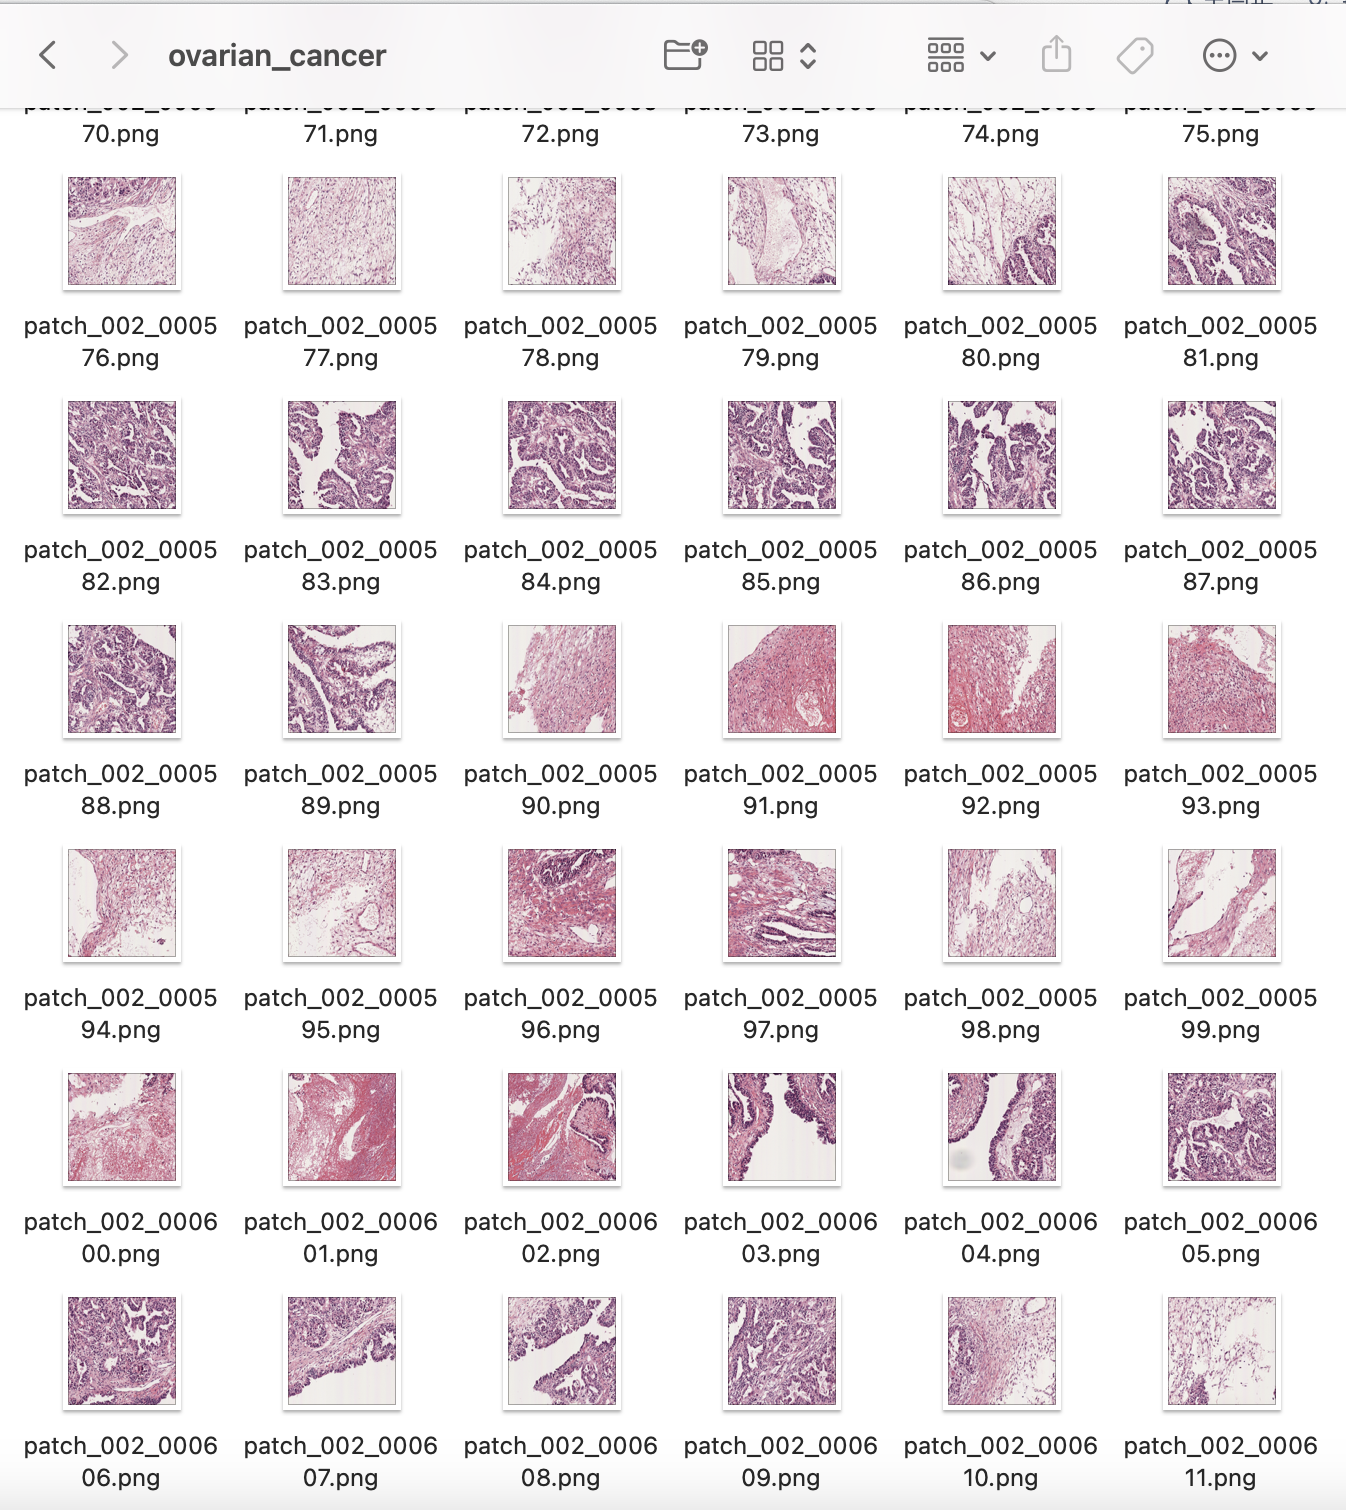 ovarian_cancer
70.png 71.png 72.png 73.png 74.png 75.png
patch_002_0005 patch_002_0005 patch_002_0005 patch_002_0005 patch_002_0005 patch_002_0005
76.png 77.png 78.png 79.png 80.png 81.png
patch_002_0005 patch_002_0005 patch_002_0005 patch_002_0005 patch_002_0005 patch_002_0005
82.png 83.png 84.png 85.png 86.png 87.png
patch_002_0005 patch_002_0005 patch_002_0005 patch_002_0005 patch_002_0005 patch_002_0005
88.png 89.png 90.png 91.png 92.png 93.png
patch_002_0005 patch_002_0005 patch_002_0005 patch_002_0005 patch_002_0005 patch_002_0005
94.png 95.png 96.png 97.png 98.png 99.png
patch_002_0006 patch_002_0006 patch_002_0006 patch_002_0006 patch_002_0006 patch_002_0006
00.png 01.png 02.png 03.png 04.png 05.png
patch_002_0006 patch_002_0006 patch_002_0006 patch_002_0006 patch_002_0006 patch_002_0006
06.png 07.png 08.png 09.png 10.png 11.png